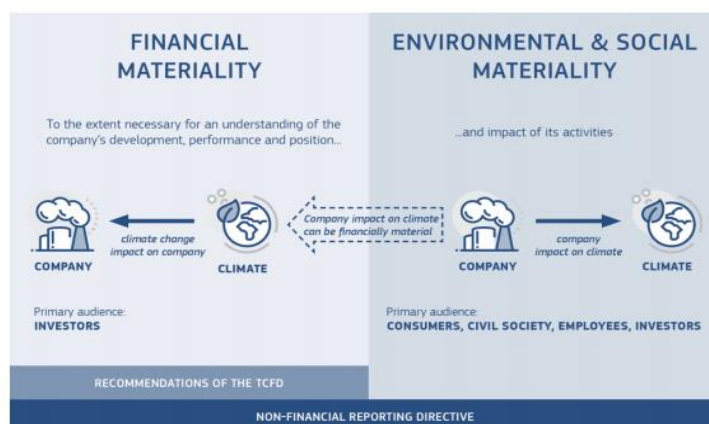 FINANCIAL
MATERIALITY
To the extent necessary for an understanding of the
company's development, performance and position...
climate change
impact on company
COMPANY
CLIMATE
Primary audience:
INVESTORS
RECOMMENDATIONS OF THE TCFD
Company impact on climate
can be financially material
ENVIRONMENTAL & SOCIAL
MATERIALITY
...and impact of its activities
company
impact on climate
COMPANY
CLIMATE
Primary audience:
CONSUMERS, CIVIL SOCIETY, EMPLOYEES, INVESTORS
NON-FINANCIAL REPORTING DIRECTIVE